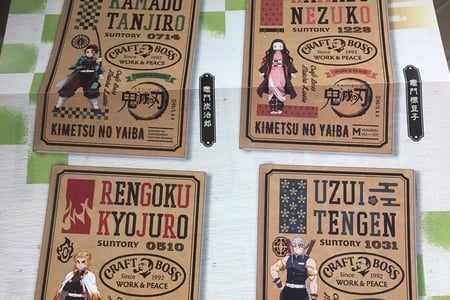 KAMADO
TANJIRO
SUNTORY 0714
CRAFT BOSS
Since 1992
WORK & PEACE
鬼滅の刃
KIMETSU NO YAIBA
竈門炭治郎
NEZUKO
SUNTORY 1228
CRAFT BOSS
Since 1992
WORK & PEACE
鬼滅の刃
KIMETSU NO YAIBA
竈門禰豆子
RENGOKU
KYOJURO
SUNTORY 0510
CRAFT BOSS
Since 1992
WORK & PEACE
UZUI
TENGEN
SUNTORY 1031
CRAFT BOSS
Since 1992
WORK & PEACE